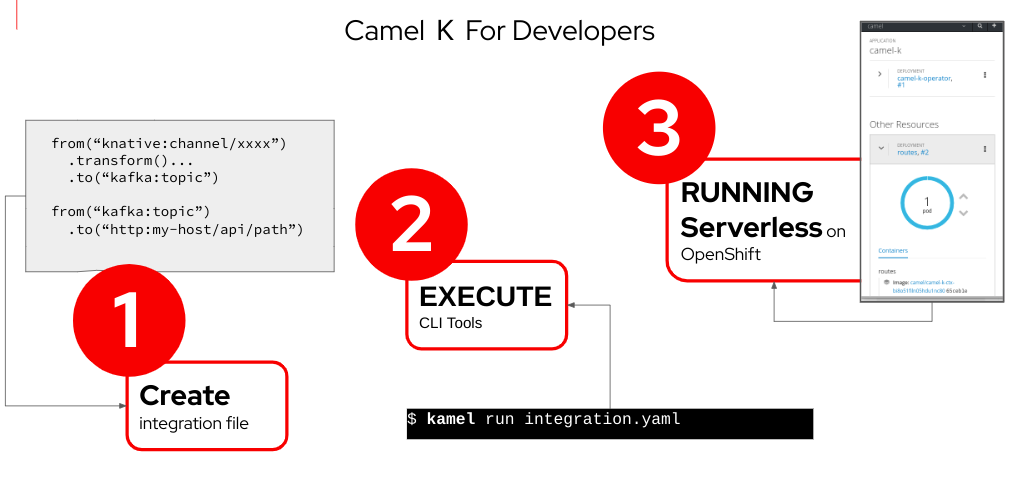 Camel K For Developers
from(“knative:channel/xxxx”)
.transform()...
.to(“kafka:topic”)
from(“kafka:topic”)
.to(“http:my-host/api/path”)
1
Create
integration file
2
EXECUTE
CLI Tools
$ kamel run integration.yaml
3
RUNNING
Serverless on
OpenShift
camel
APPLICATION
camel-k
DEPLOYMENT
camel-k-operator,
#1
Other Resources
DEPLOYMENT
routes, #2
1
pod
Containers
routes
Image: camel/camel-k-ctx-